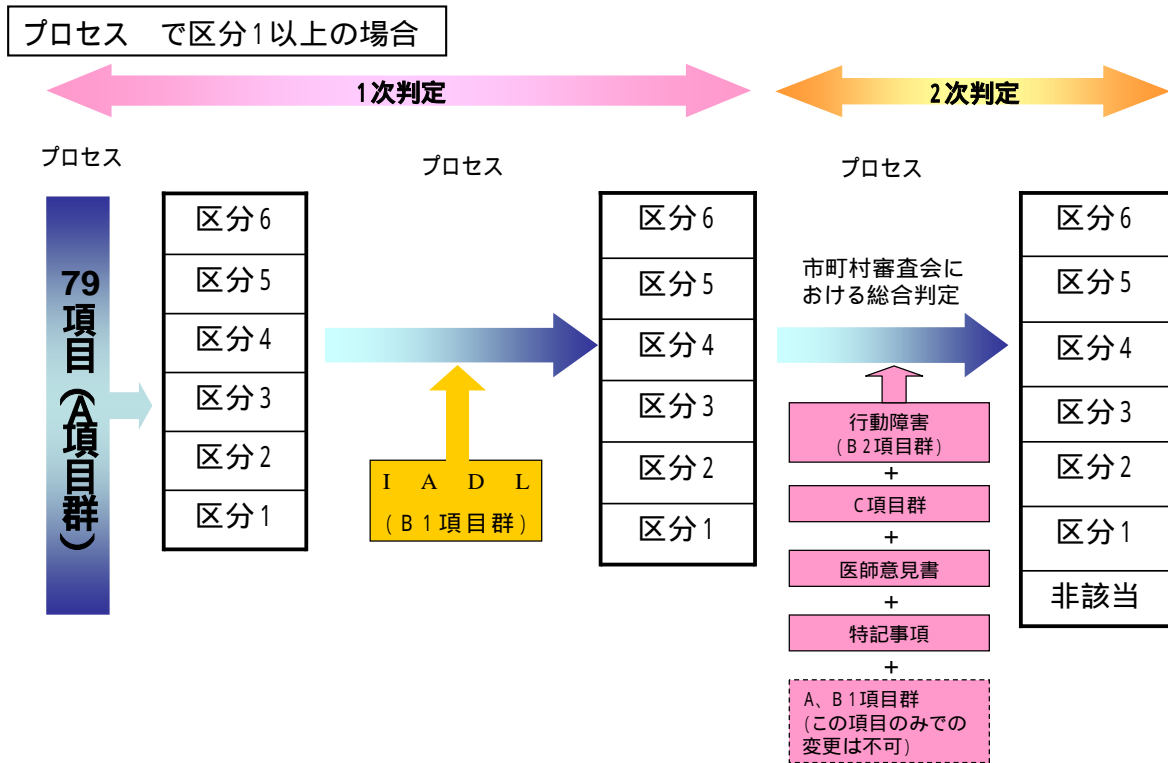 プロセス　で区分1以上の場合
1次判定
2次判定
プロセス
プロセス
プロセス
79項目（A項目群）
区分6
区分5
区分4
区分3
区分2
区分1
I A D L
(B1項目群)
区分6
区分5
区分4
区分3
区分2
区分1
市町村審査会に
おける総合判定
行動障害
(B2項目群)
+
C項目群
+
医師意見書
+
特記事項
+
A、B1項目群
(この項目のみでの
変更は不可)
区分6
区分5
区分4
区分3
区分2
区分1
非該当